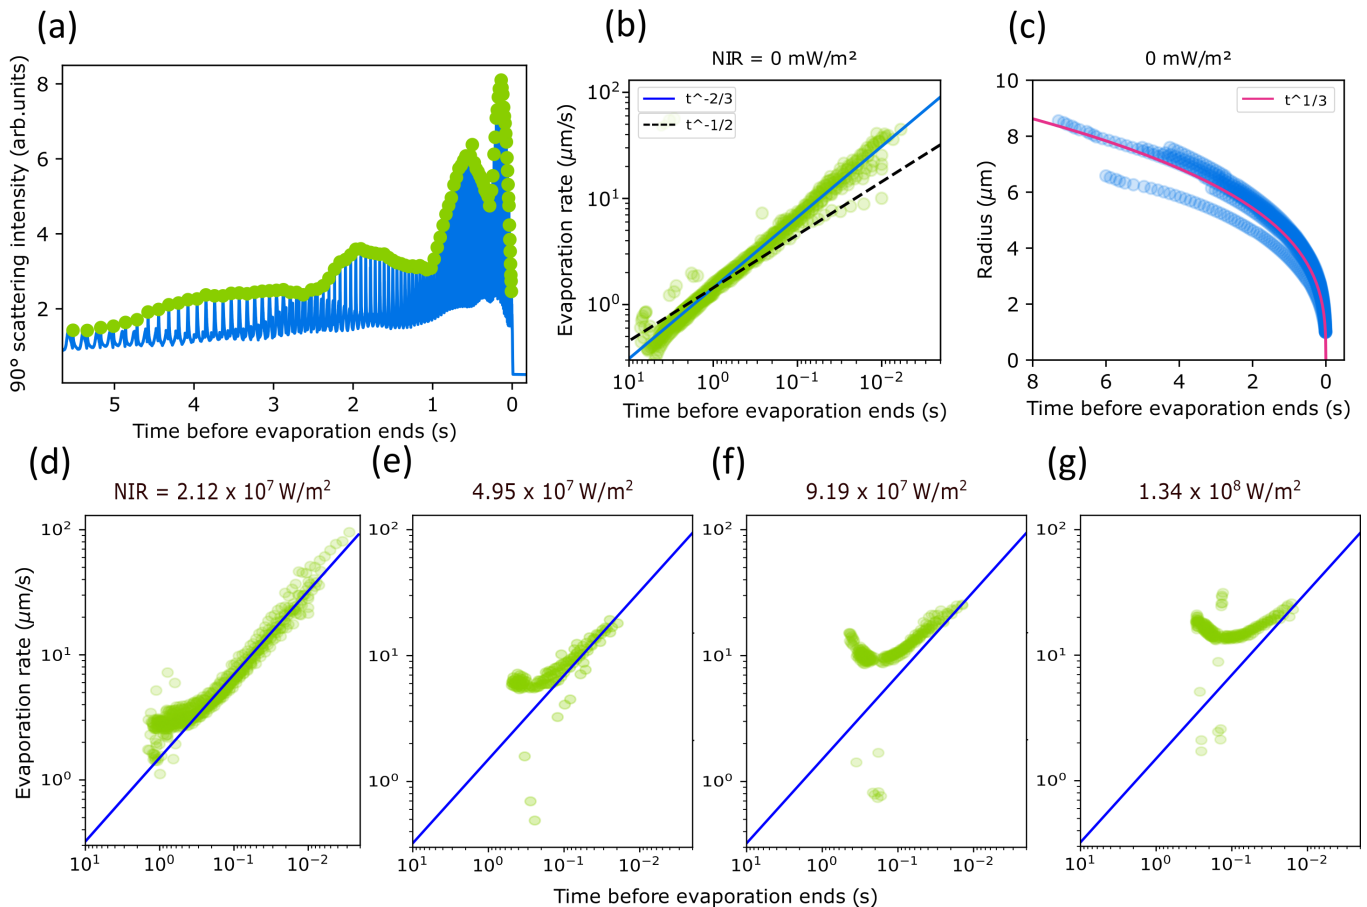 (a)
90° scattering intensity (arb.units)
8
6
4
2
5 4 3 2 1 0
Time before evaporation ends (s)
(b)
NIR = 0 mW/m²
t^-2/3
t^-1/2
Evaporation rate (μm/s)
10²
10¹
10⁰
10¹ 10⁰ 10⁻¹ 10⁻²
Time before evaporation ends (s)
(c)
0 mW/m²
t^1/3
Radius (μm)
10
8
6
4
2
0
8 6 4 2 0
Time before evaporation ends (s)
(d)
NIR = 2.12 x 10⁷ W/m²
Evaporation rate (μm/s)
10²
10¹
10⁰
10¹ 10⁰ 10⁻¹ 10⁻²
(e)
4.95 x 10⁷ W/m²
10²
10¹
10⁰
10¹ 10⁰ 10⁻¹ 10⁻²
(f)
9.19 x 10⁷ W/m²
10²
10¹
10⁰
10¹ 10⁰ 10⁻¹ 10⁻²
(g)
1.34 x 10⁸ W/m²
10²
10¹
10⁰
10¹ 10⁰ 10⁻¹ 10⁻²
Time before evaporation ends (s)